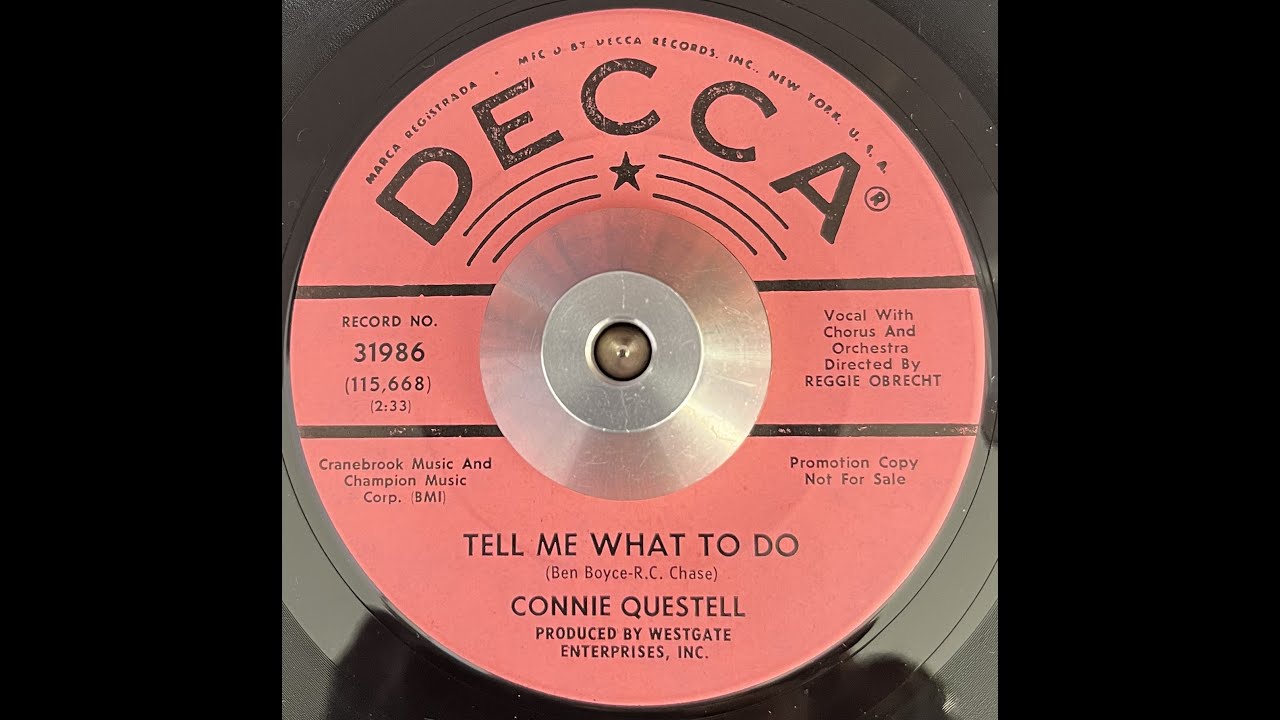 MARCA REGISTRADA • MFG'D BY DECCA RECORDS, INC., NEW YORK, U. S. A.
DECCA®
RECORD NO.
31986
(115,668)
(2:33)
Vocal With
Chorus And
Orchestra
Directed By
REGGIE OBRECHT
Cranebrook Music And
Champion Music
Corp. (BMI)
Promotion Copy
Not For Sale
TELL ME WHAT TO DO
(Ben Boyce-R.C. Chase)
CONNIE QUESTELL
PRODUCED BY WESTGATE
ENTERPRISES, INC.